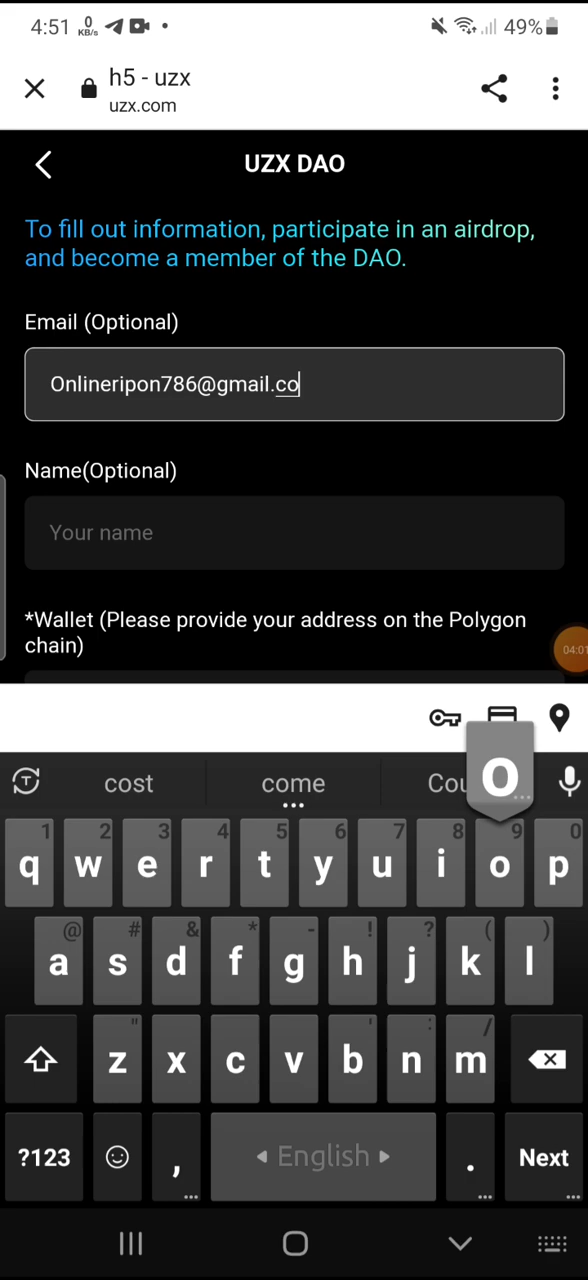 4:51 0 KB/s 49%
h5 - uzx
uzx.com
UZX DAO
To fill out information, participate in an airdrop,
and become a member of the DAO.
Email (Optional)
Onlineripon786@gmail.co
Name(Optional)
Your name
*Wallet (Please provide your address on the Polygon
chain)
04:01
T cost come Cou o
1 2 3 4 5 6 7 8 9 0
q w e r t y u i o p
@ # & * - ! ? ( )
a s d f g h j k l
" ' : /
z x c v b n m
?123 , English . Next